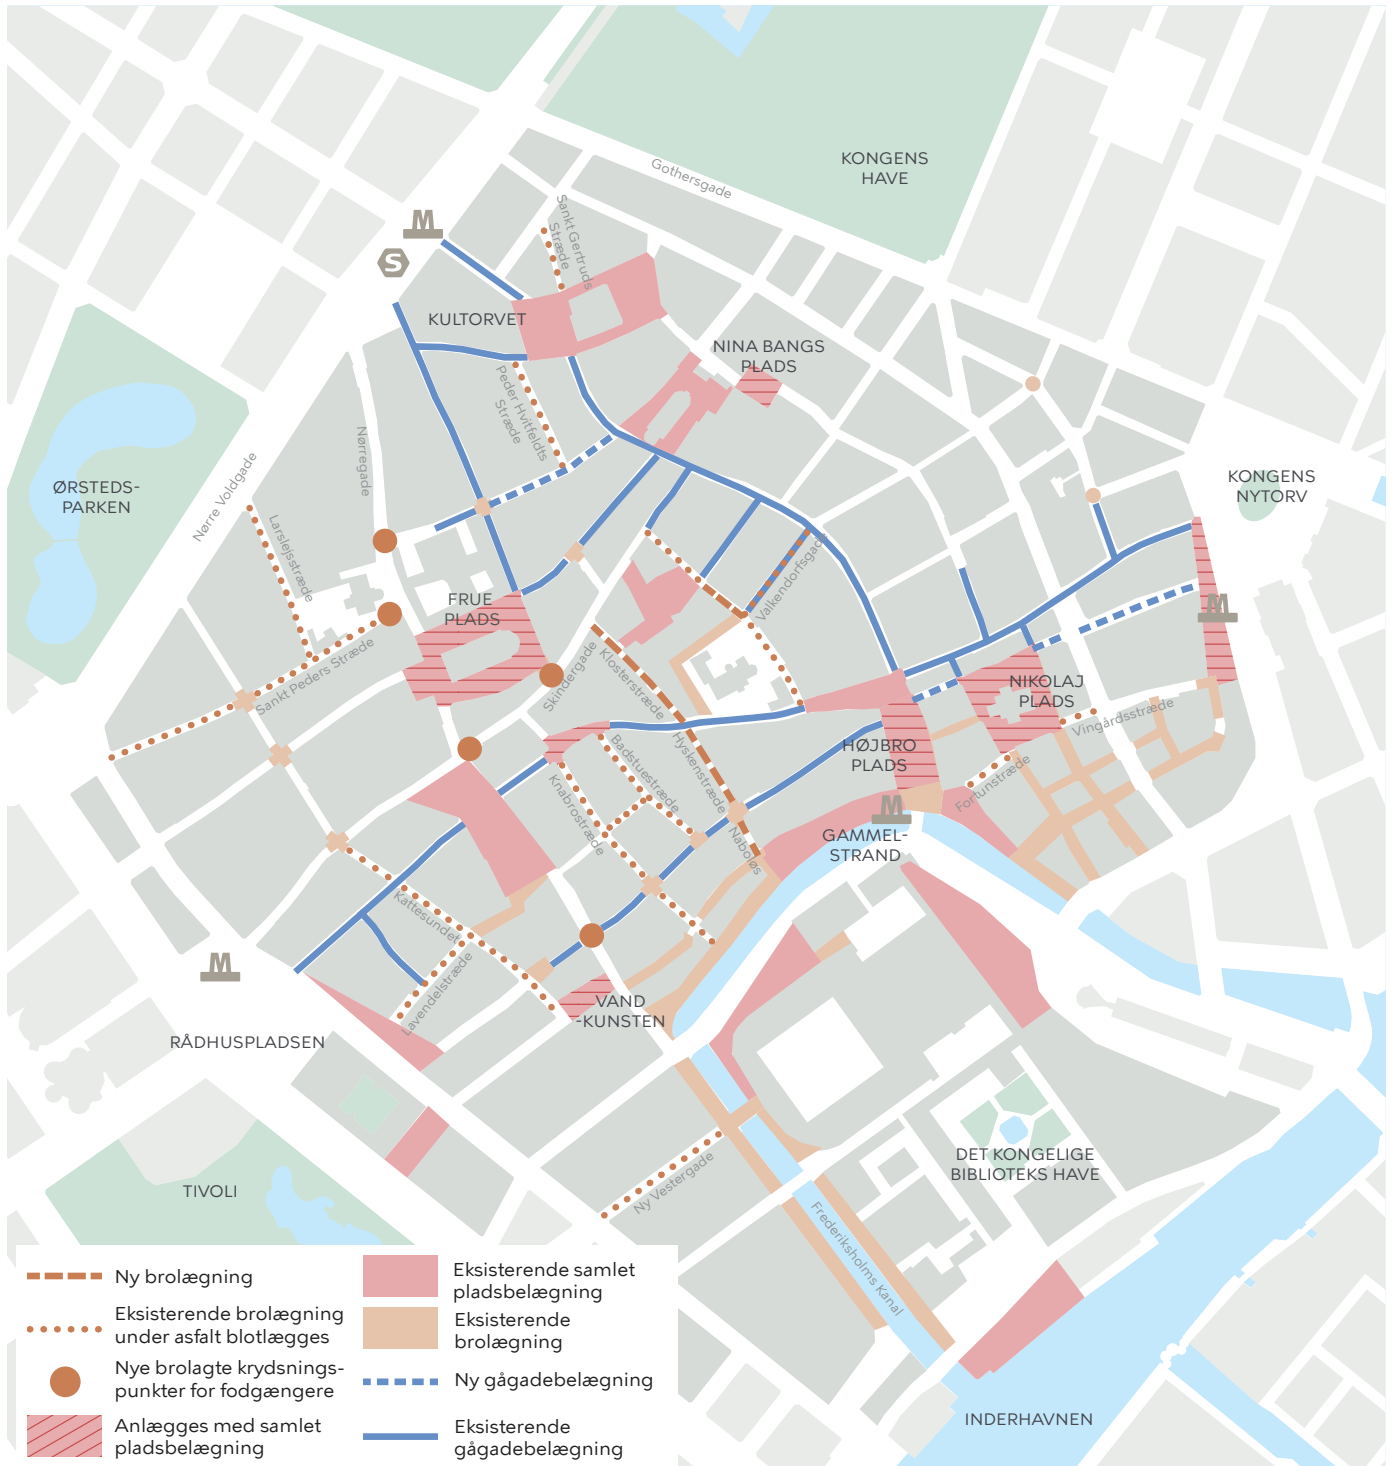 KONGENS
HAVE
Gothersgade
Sankt Gertruds
Stræde
M
S
KULTORVET
NINA BANGS
PLADS
Peder Hvitfeldts
Stræde
Nørregade
Nørre Voldgade
ØRSTEDS-
PARKEN
KONGENS
NYTORV
Larslejsstræde
Valkendorfsgade
FRUE
PLADS
M
Sankt Peders Stræde
Skindergade
Klosterstræde
NIKOLAJ
PLADS
Vingårdsstræde
Hyskenstræde
HØJBRO
PLADS
Badstuestræde
Knabrostræde
Fortunstræde
M
GAMMEL-
STRAND
Naboløs
Kattesundet
M
Lavendelstræde
VAND
-KUNSTEN
RÅDHUSPLADSEN
DET KONGELIGE
BIBLIOTEKS HAVE
TIVOLI
Ny Vestergade
Frederiksholms Kanal
INDERHAVNEN
Ny brolægning
Eksisterende brolægning
under asfalt blotlægges
Nye brolagte krydsnings-
punkter for fodgængere
Anlægges med samlet
pladsbelægning
Eksisterende samlet
pladsbelægning
Eksisterende
brolægning
Ny gågadebelægning
Eksisterende
gågadebelægning